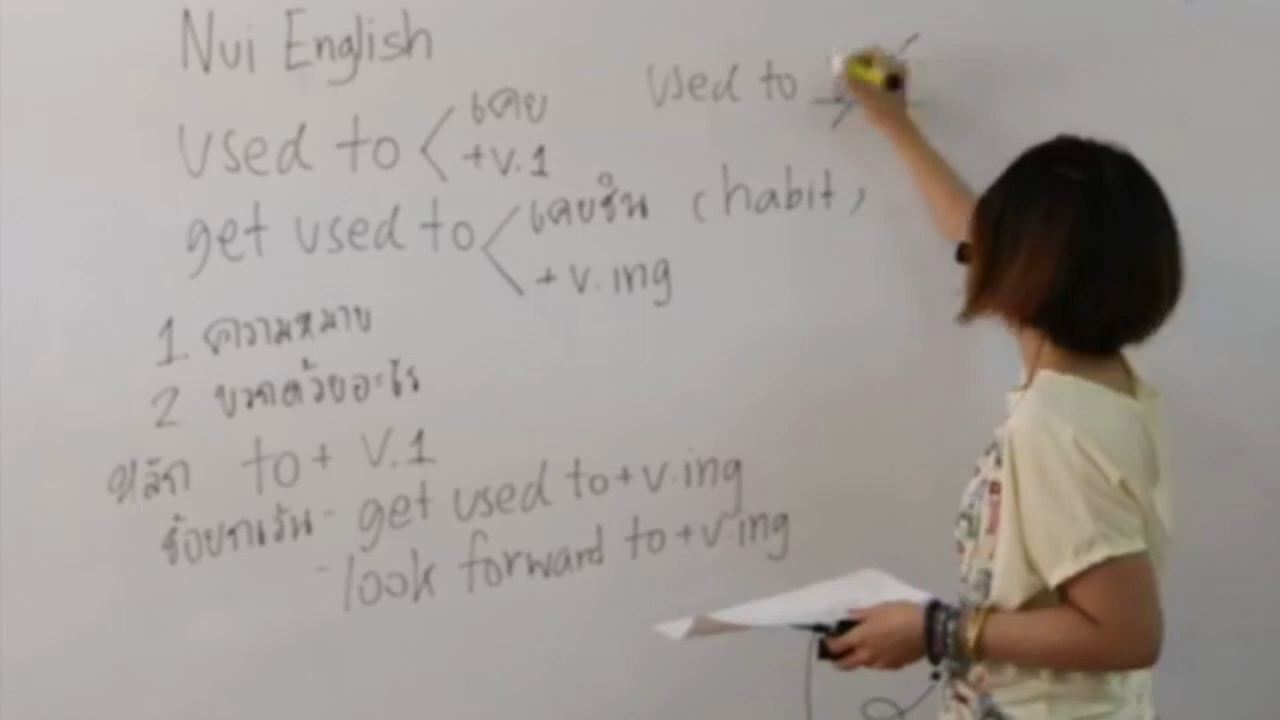 Nui English
used to < เคย
+v.1
used to
get used to < เคยชิน (habit)
+ v.ing
1 ความหมาย
2 บวกด้วยอะไร
หลัก to + V.1
ข้อยกเว้น - get used to+v.ing
- look forward to+v.ing